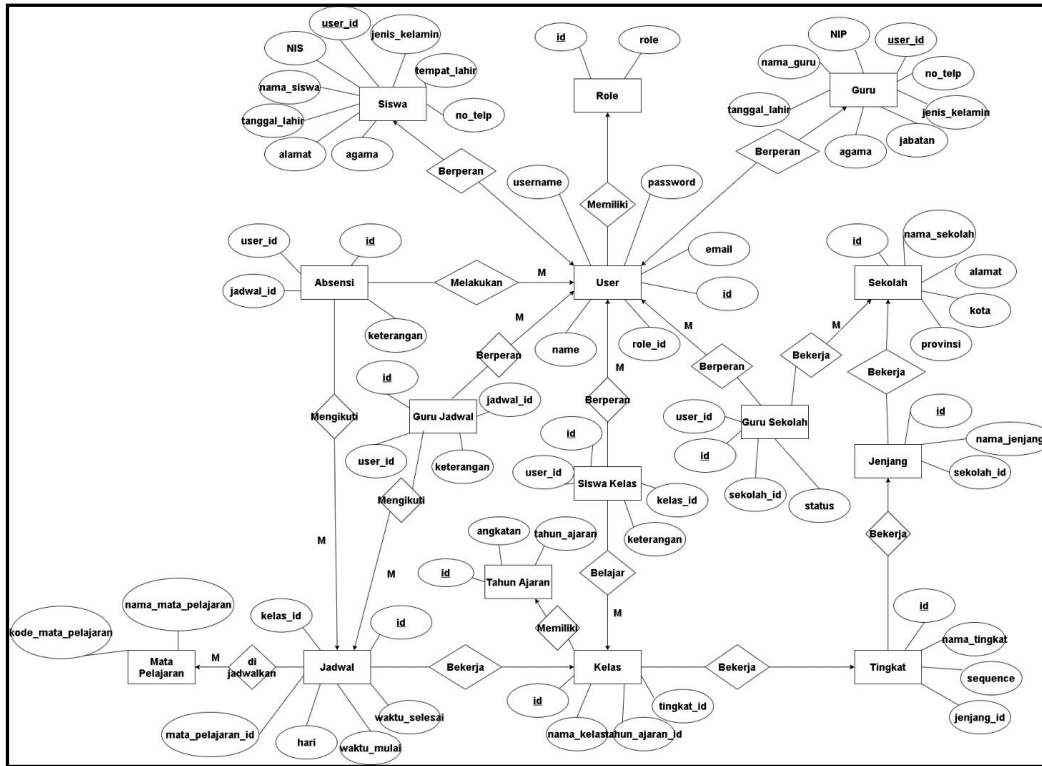 user_id
jenis_kelamin
NIS
tempat_lahir
nama_siswa
Siswa
no_telp
tanggal_lahir
alamat
agama
Berperan
id
role
Role
Memiliki
NIP
user_id
nama_guru
no_telp
Guru
tanggal_lahir
jenis_kelamin
jabatan
agama
Berperan
username
password
email
User
id
name
role_id
user_id
id
Absensi
jadwal_id
keterangan
Melakukan
M
nama_sekolah
id
Sekolah
alamat
kota
provinsi
M
M
M
M
Berperan
Mengikuti
id
Guru Jadwal
jadwal_id
user_id
keterangan
Mengikuti
Berperan
Berperan
Bekerja
Bekerja
user_id
Guru Sekolah
id
sekolah_id
status
id
nama_jenjang
Jenjang
sekolah_id
id
user_id
Siswa Kelas
kelas_id
keterangan
angkatan
tahun_ajaran
id
Tahun Ajaran
Memiliki
Belajar
M
M
M
Bekerja
nama_mata_pelajaran
kode_mata_pelajaran
Mata
Pelajaran
M
di
jadwalkan
kelas_id
id
Jadwal
waktu_selesai
mata_pelajaran_id
hari
waktu_mulai
Bekerja
Kelas
id
nama_kelas
tahun_ajaran_id
tingkat_id
Bekerja
id
nama_tingkat
Tingkat
sequence
jenjang_id